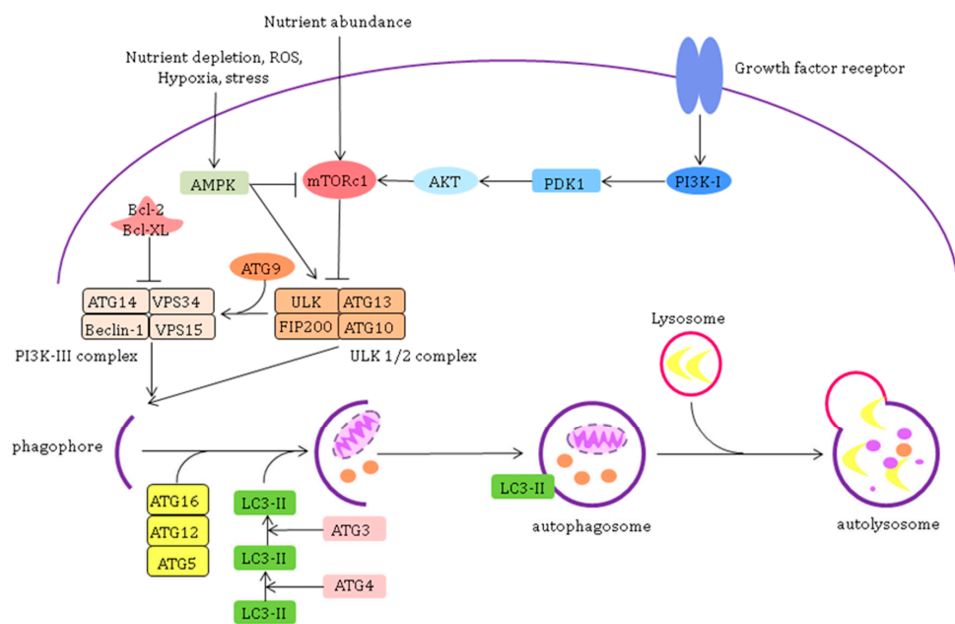 Nutrient abundance
Nutrient depletion, ROS,
Hypoxia, stress
Growth factor receptor
AMPK
mTORc1
AKT
PDK1
PI3K-I
Bcl-2
Bcl-XL
ATG9
ATG14
VPS34
Beclin-1
VPS15
ULK
ATG13
FIP200
ATG10
PI3K-III complex
ULK 1/2 complex
Lysosome
phagophore
LC3-II
autophagosome
autolysosome
ATG16
ATG12
ATG5
LC3-II
ATG3
LC3-II
ATG4
LC3-II